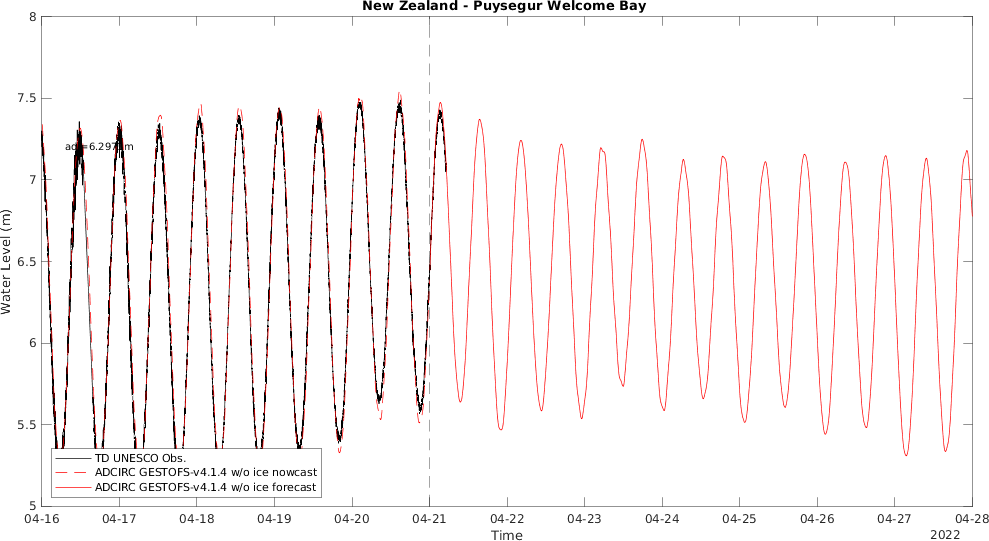 New Zealand - Puysegur Welcome Bay
8
7.5
7
6.5
6
5.5
5
Water Level (m)
TD UNESCO Obs.
ADCIRC GESTOFS-v4.1.4 w/o ice nowcast
ADCIRC GESTOFS-v4.1.4 w/o ice forecast
04-16 04-17 04-18 04-19 04-20 04-21 04-22 04-23 04-24 04-25 04-26 04-27 04-28
Time
2022